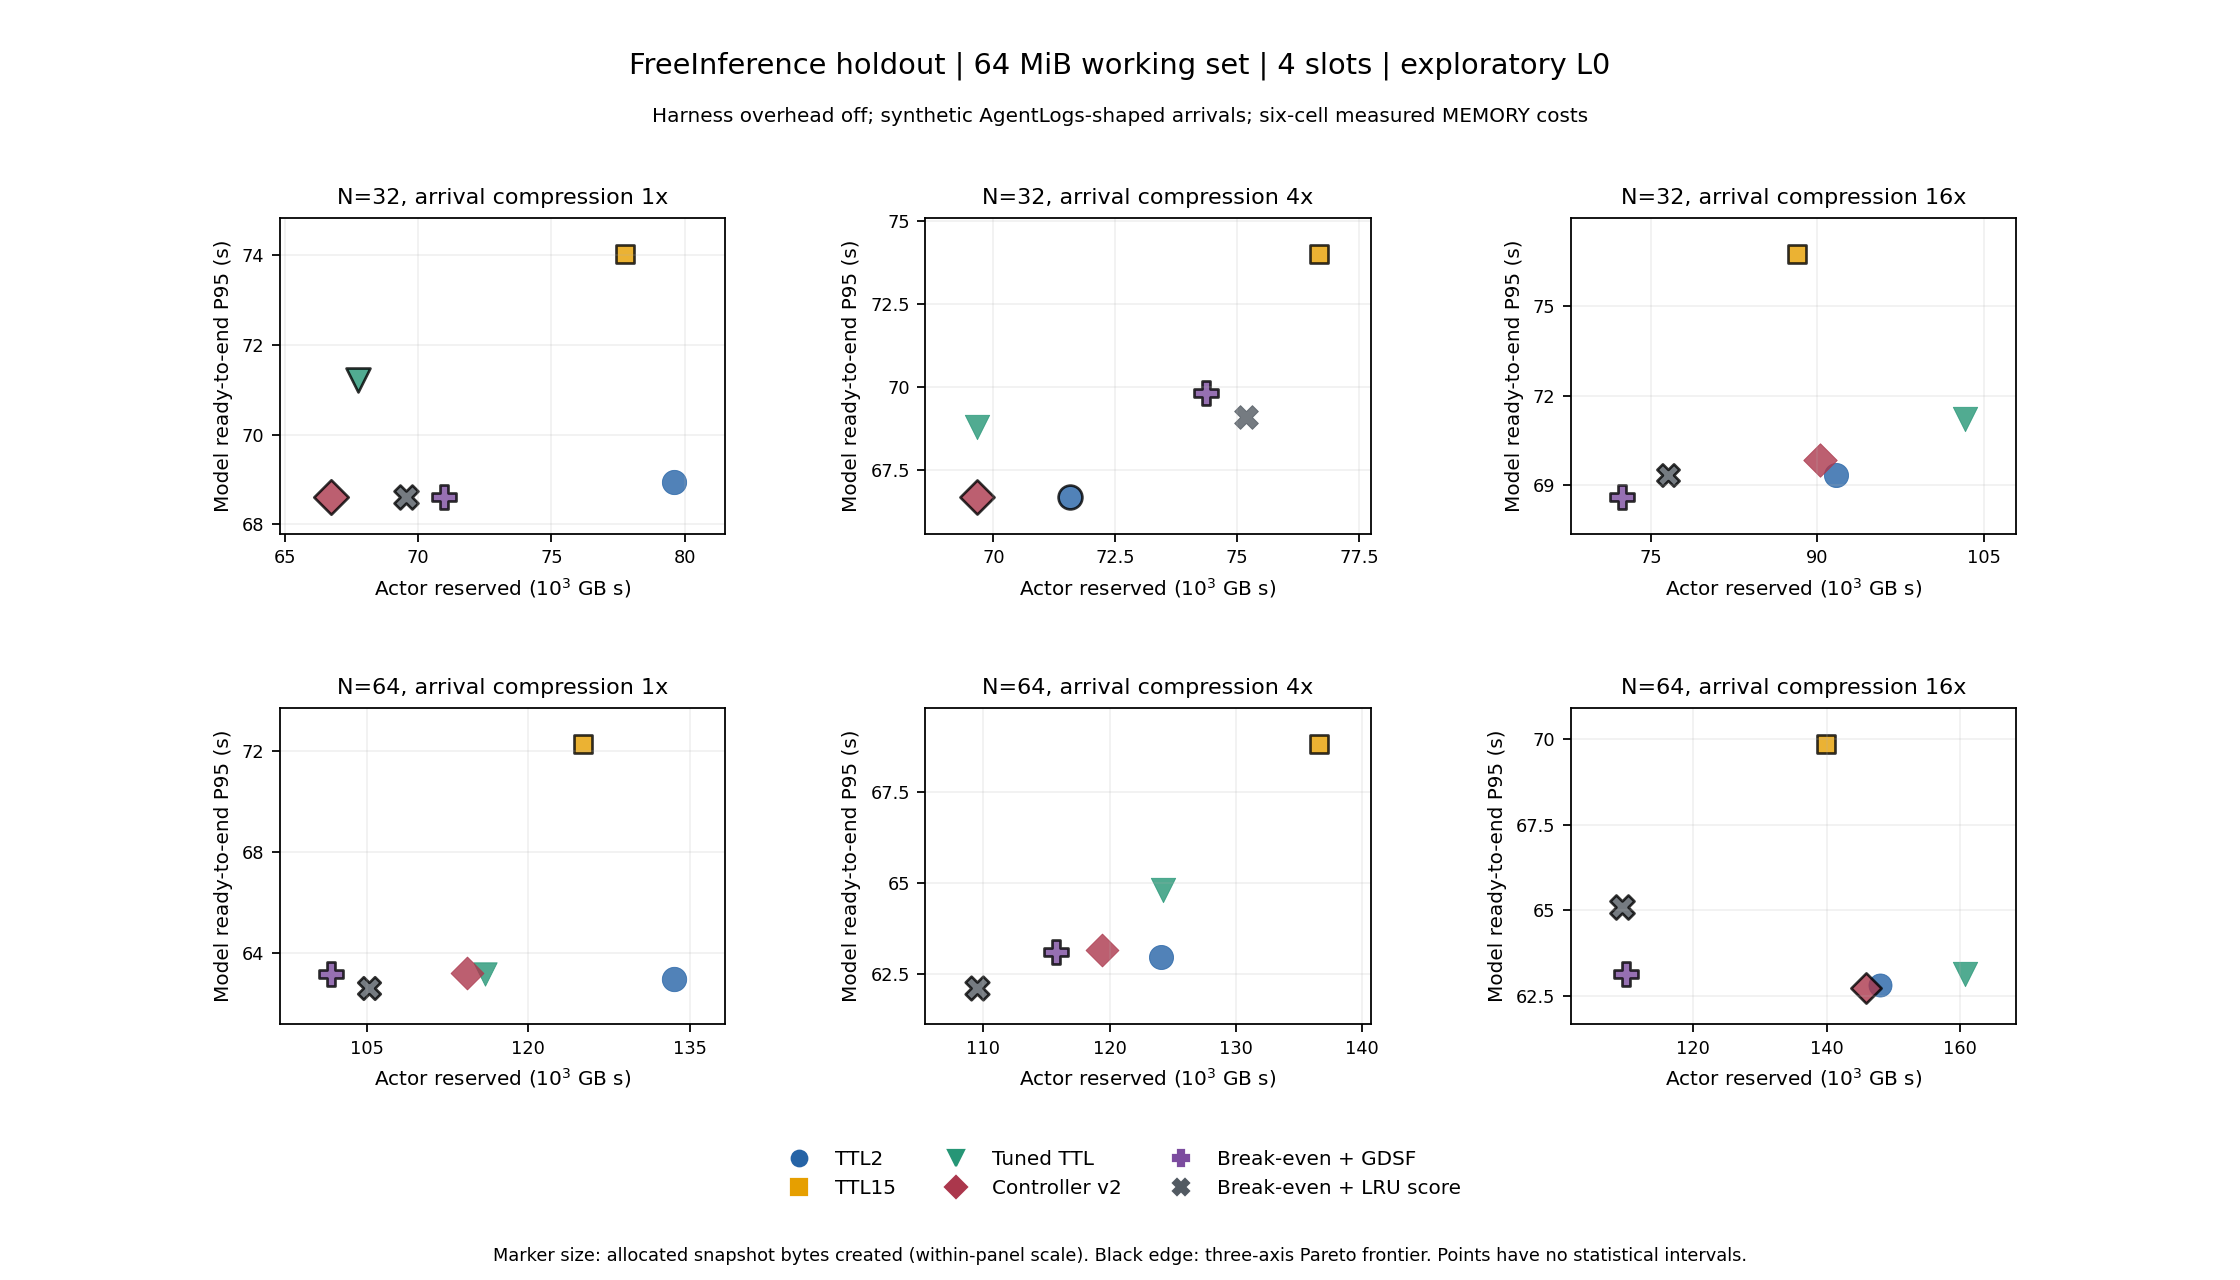 FreeInference holdout | 64 MiB working set | 4 slots | exploratory L0
Harness overhead off; synthetic AgentLogs-shaped arrivals; six-cell measured MEMORY costs
N=32, arrival compression 1x
Model ready-to-end P95 (s)
74
72
70
68
65
70
75
80
Actor reserved (10³ GB s)
N=32, arrival compression 4x
Model ready-to-end P95 (s)
75
72.5
70
67.5
70
72.5
75
77.5
Actor reserved (10³ GB s)
N=32, arrival compression 16x
Model ready-to-end P95 (s)
75
72
69
75
90
105
Actor reserved (10³ GB s)
N=64, arrival compression 1x
Model ready-to-end P95 (s)
72
68
64
105
120
135
Actor reserved (10³ GB s)
N=64, arrival compression 4x
Model ready-to-end P95 (s)
67.5
65
62.5
110
120
130
140
Actor reserved (10³ GB s)
N=64, arrival compression 16x
Model ready-to-end P95 (s)
70
67.5
65
62.5
120
140
160
Actor reserved (10³ GB s)
TTL2
TTL15
Tuned TTL
Controller v2
Break-even + GDSF
Break-even + LRU score
Marker size: allocated snapshot bytes created (within-panel scale). Black edge: three-axis Pareto frontier. Points have no statistical intervals.